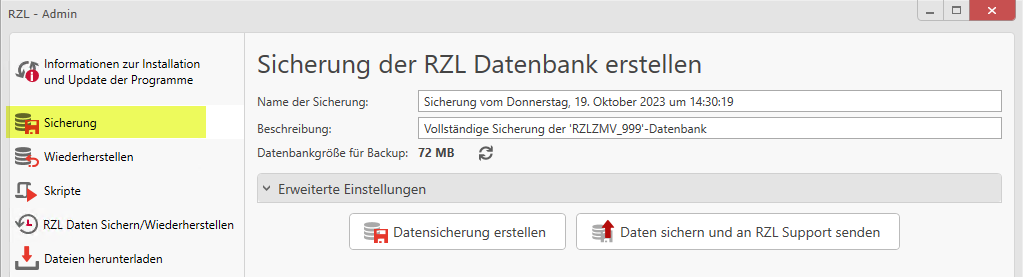 RZL - Admin
Informationen zur Installation
und Update der Programme
Sicherung
Wiederherstellen
Skripte
RZL Daten Sichern/Wiederherstellen
Dateien herunterladen
Sicherung der RZL Datenbank erstellen
Name der Sicherung: Sicherung vom Donnerstag, 19. Oktober 2023 um 14:30:19
Beschreibung: Vollständige Sicherung der 'RZLZMV_999'-Datenbank
Datenbankgröße für Backup: 72 MB
Erweiterte Einstellungen
Datensicherung erstellen Daten sichern und an RZL Support senden